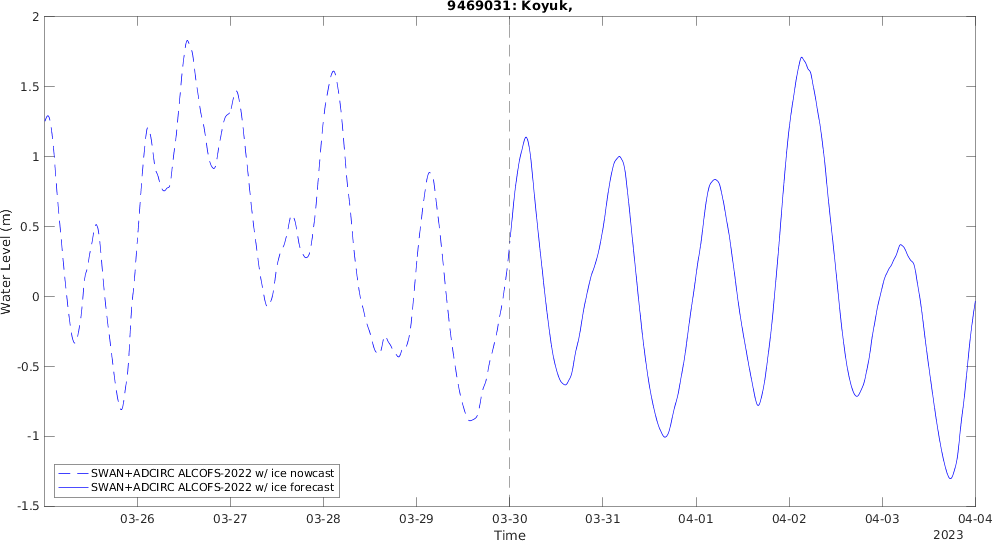 9469031: Koyuk,
2
1.5
1
0.5
0
-0.5
-1
-1.5
Water Level (m)
SWAN+ADCIRC ALCOFS-2022 w/ ice nowcast
SWAN+ADCIRC ALCOFS-2022 w/ ice forecast
03-26 03-27 03-28 03-29 03-30 03-31 04-01 04-02 04-03 04-04
Time
2023